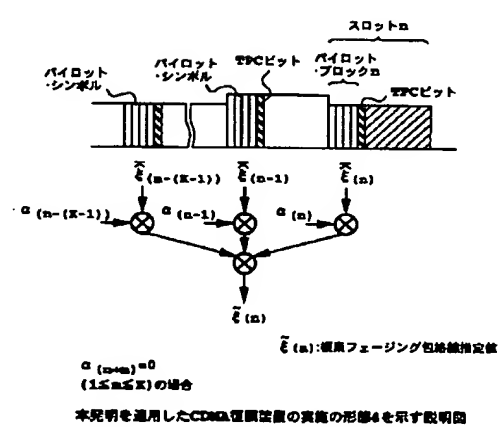 スロットn
パイロット
・シンボル
パイロット
・シンボル
TPCビット
パイロット
・ブロックn
TPCビット
ξ̄(n-(K-1))
ξ̄(n-1)
ξ̄(n)
α(n-(K-1))
α(n-1)
α(n)
ξ̃(n)
ξ̃(n):複素フェージング包絡線推定値
α(n+m)=0
(1≦m≦K)の場合
本発明を適用したCDMA復調装置の実施の形態4を示す説明図